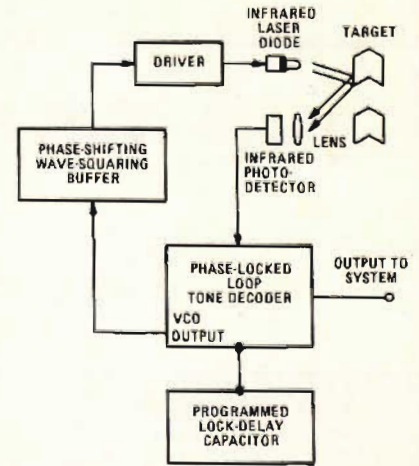 INFRARED
LASER
DIODE
TARGET
DRIVER
PHASE-SHIFTING
WAVE-SQUARING
BUFFER
LENS
INFRARED
PHOTO-
DETECTOR
PHASE-LOCKED
LOOP
TONE DECODER
VCO
OUTPUT
OUTPUT TO
SYSTEM
PROGRAMMED
LOCK-DELAY
CAPACITOR